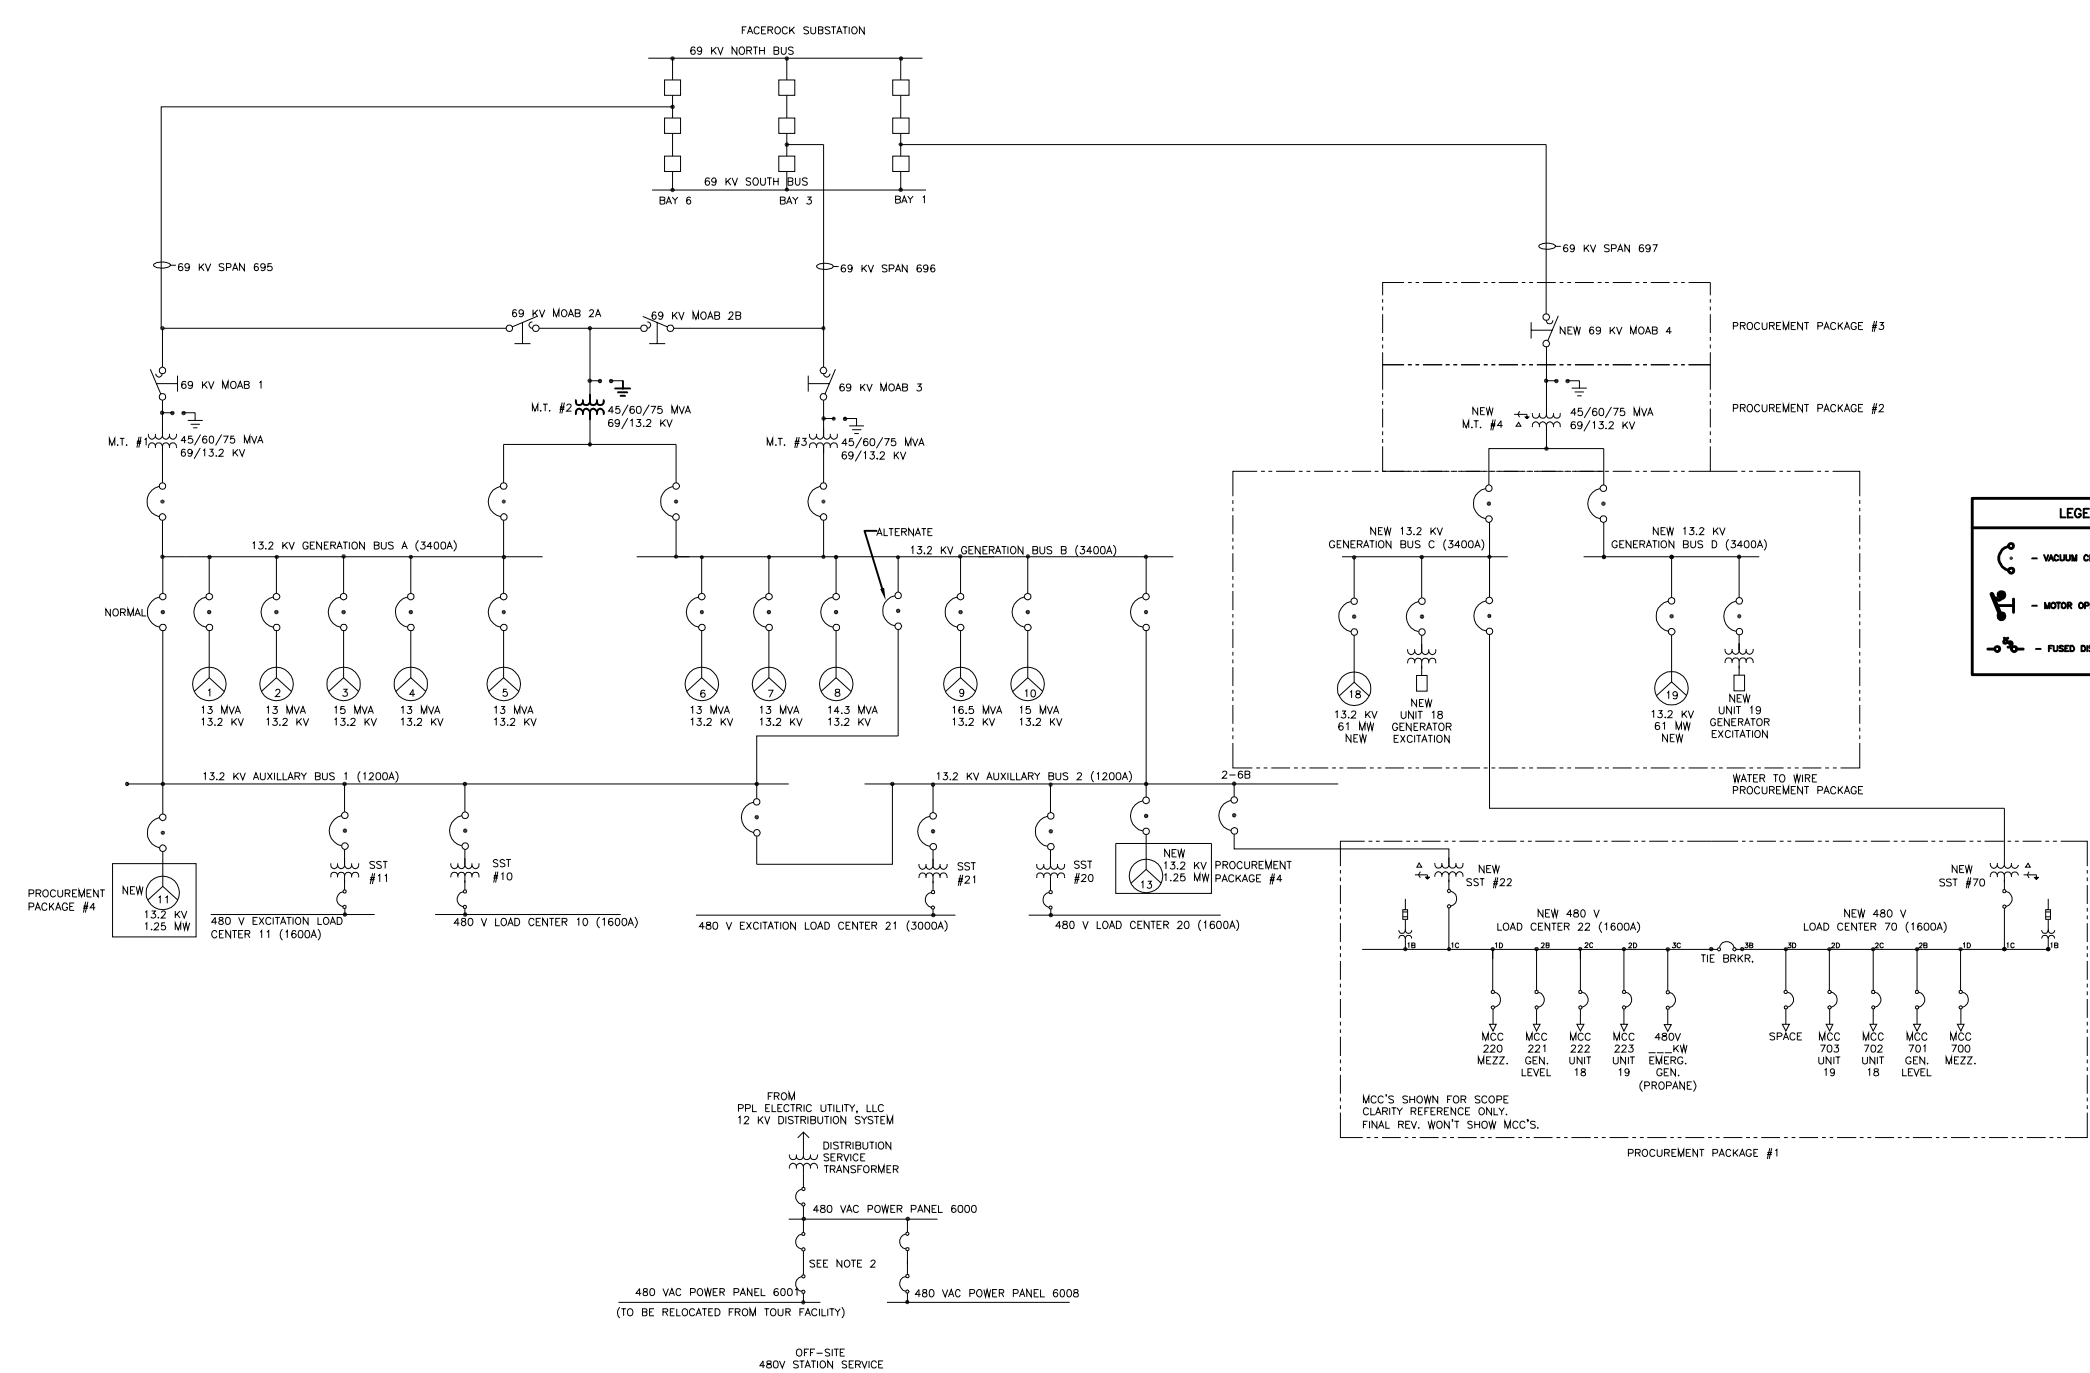 FACEROCK SUBSTATION
69 KV NORTH BUS
69 KV SOUTH BUS
BAY 6
BAY 3
BAY 1
69 KV SPAN 695
69 KV SPAN 696
69 KV SPAN 697
69 KV MOAB 2A
69 KV MOAB 2B
NEW 69 KV MOAB 4
PROCUREMENT PACKAGE #3
69 KV MOAB 1
69 KV MOAB 3
M.T. #2
45/60/75 MVA
69/13.2 KV
NEW
M.T. #4
45/60/75 MVA
69/13.2 KV
PROCUREMENT PACKAGE #2
M.T. #1
45/60/75 MVA
69/13.2 KV
M.T. #3
45/60/75 MVA
69/13.2 KV
ALTERNATE
13.2 KV GENERATION BUS A (3400A)
13.2 KV GENERATION BUS B (3400A)
NEW 13.2 KV
GENERATION BUS C (3400A)
NEW 13.2 KV
GENERATION BUS D (3400A)
LEGE
- VACUUM C
- MOTOR OP
- FUSED DIS
NORMAL
1
13 MVA
13.2 KV
2
13 MVA
13.2 KV
3
15 MVA
13.2 KV
4
13 MVA
13.2 KV
5
13 MVA
13.2 KV
6
13 MVA
13.2 KV
7
13 MVA
13.2 KV
8
14.3 MVA
13.2 KV
9
16.5 MVA
13.2 KV
10
15 MVA
13.2 KV
18
13.2 KV
61 MW
NEW
NEW
UNIT 18
GENERATOR
EXCITATION
19
13.2 KV
61 MW
NEW
NEW
UNIT 19
GENERATOR
EXCITATION
13.2 KV AUXILLARY BUS 1 (1200A)
13.2 KV AUXILLARY BUS 2 (1200A)
2-6B
WATER TO WIRE
PROCUREMENT PACKAGE
PROCUREMENT
PACKAGE #4
NEW
11
13.2 KV
1.25 MW
SST
#11
SST
#10
SST
#21
SST
#20
NEW
13.2 KV
1.25 MW
13
PROCUREMENT
PACKAGE #4
NEW
SST #22
NEW
SST #70
480 V EXCITATION LOAD
CENTER 11 (1600A)
480 V LOAD CENTER 10 (1600A)
480 V EXCITATION LOAD CENTER 21 (3000A)
480 V LOAD CENTER 20 (1600A)
NEW 480 V
LOAD CENTER 22 (1600A)
NEW 480 V
LOAD CENTER 70 (1600A)
1B
1C
1D
2B
2C
2D
3C
3B
3D
2D
2C
2B
1D
1C
1B
TIE BRKR.
MCC
220
MEZZ.
MCC
221
GEN.
LEVEL
MCC
222
UNIT
18
MCC
223
UNIT
19
480V
___KW
EMERG.
GEN.
(PROPANE)
SPACE
MCC
703
UNIT
19
MCC
702
UNIT
18
MCC
701
GEN.
LEVEL
MCC
700
MEZZ.
MCC'S SHOWN FOR SCOPE
CLARITY REFERENCE ONLY.
FINAL REV. WON'T SHOW MCC'S.
PROCUREMENT PACKAGE #1
FROM
PPL ELECTRIC UTILITY, LLC
12 KV DISTRIBUTION SYSTEM
DISTRIBUTION
SERVICE
TRANSFORMER
480 VAC POWER PANEL 6000
SEE NOTE 2
480 VAC POWER PANEL 6001
(TO BE RELOCATED FROM TOUR FACILITY)
480 VAC POWER PANEL 6008
OFF-SITE
480V STATION SERVICE